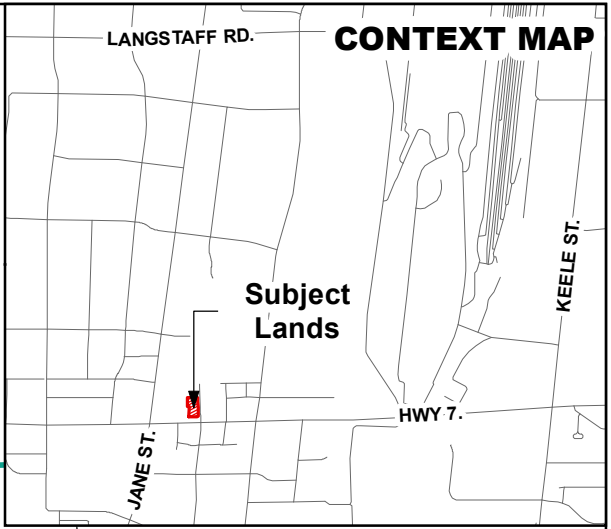 LANGSTAFF RD.
CONTEXT MAP
KEELE ST.
Subject
Lands
HWY 7.
JANE ST.